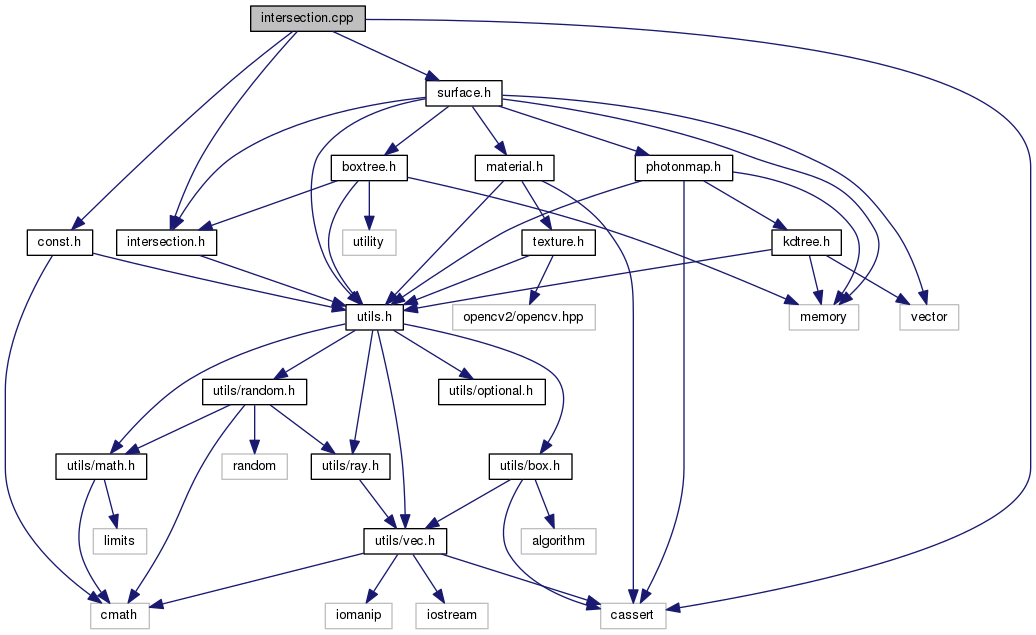 intersection.cpp
surface.h
boxtree.h
material.h
photonmap.h
const.h
intersection.h
utility
texture.h
kdtree.h
utils.h
opencv2/opencv.hpp
memory
vector
utils/random.h
utils/optional.h
utils/math.h
random
utils/ray.h
utils/box.h
limits
utils/vec.h
algorithm
cmath
iomanip
iostream
cassert